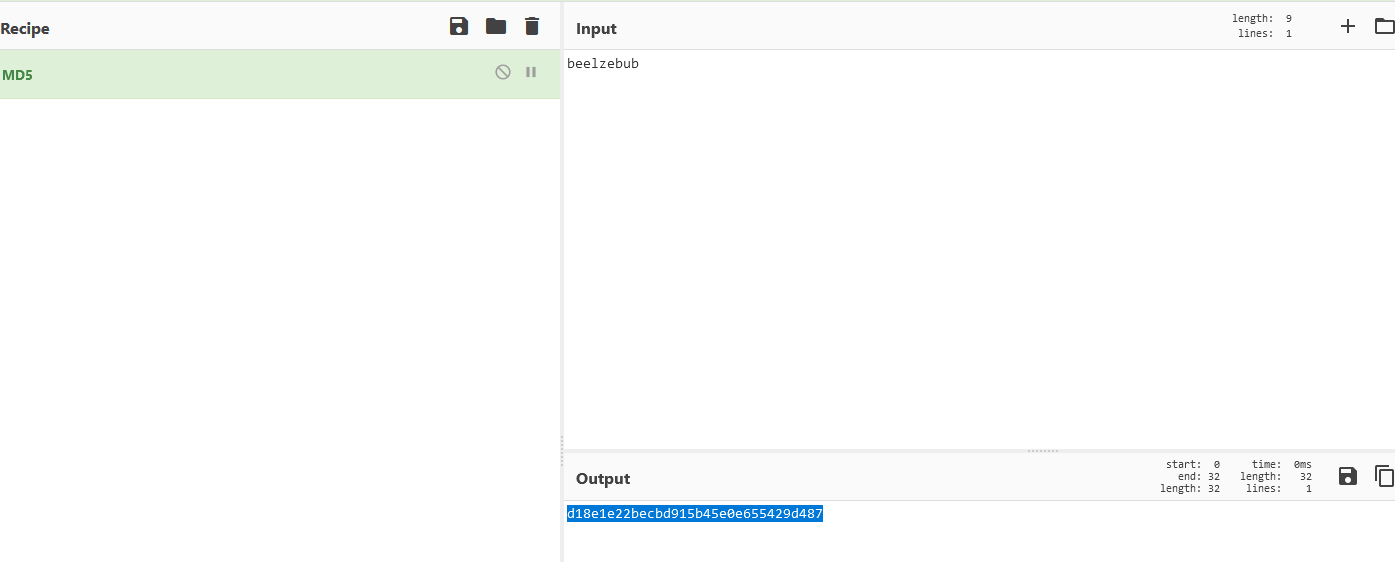 Recipe
MD5
Input
length: 9
lines: 1
beelzebub
Output
start: 0 time: 0ms
end: 32 length: 32
length: 32 lines: 1
d18e1e22becbd915b45e0e655429d487